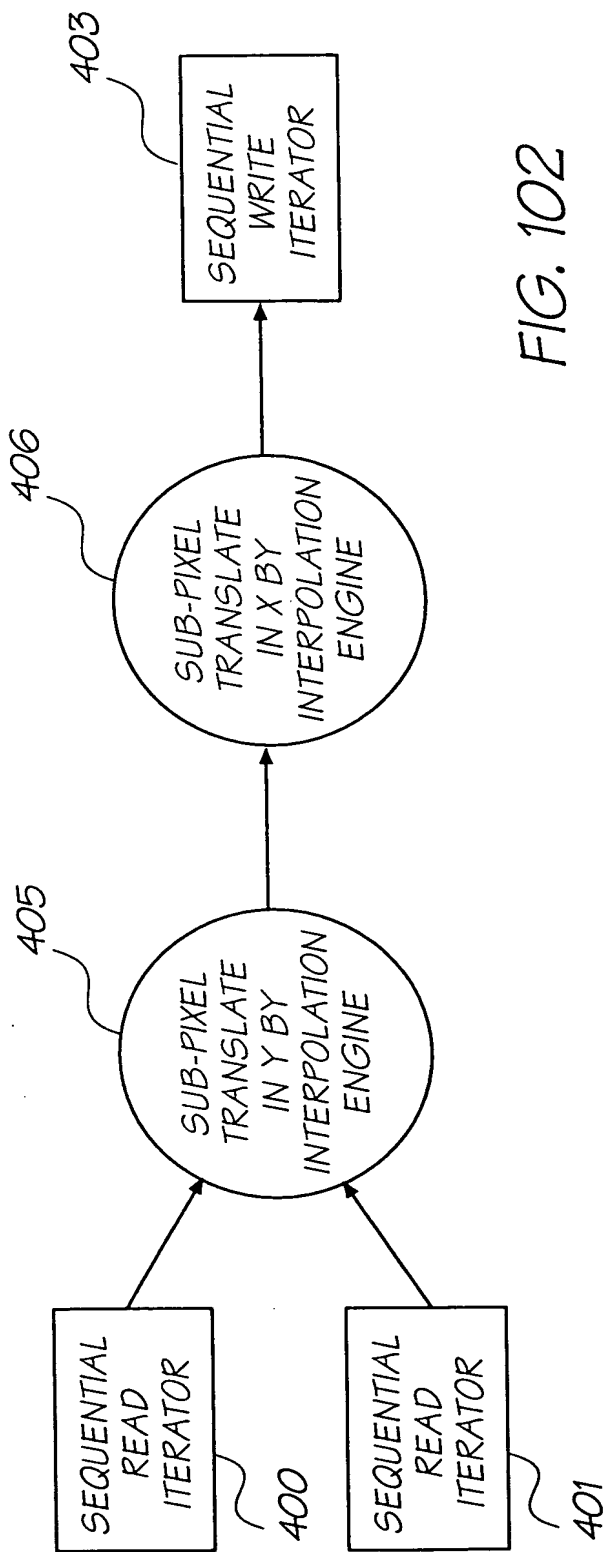 SEQUENTIAL
READ
ITERATOR
400
SEQUENTIAL
READ
ITERATOR
401
SUB-PIXEL
TRANSLATE
IN Y BY
INTERPOLATION
ENGINE
405
SUB-PIXEL
TRANSLATE
IN X BY
INTERPOLATION
ENGINE
406
SEQUENTIAL
WRITE
ITERATOR
403
FIG. 102